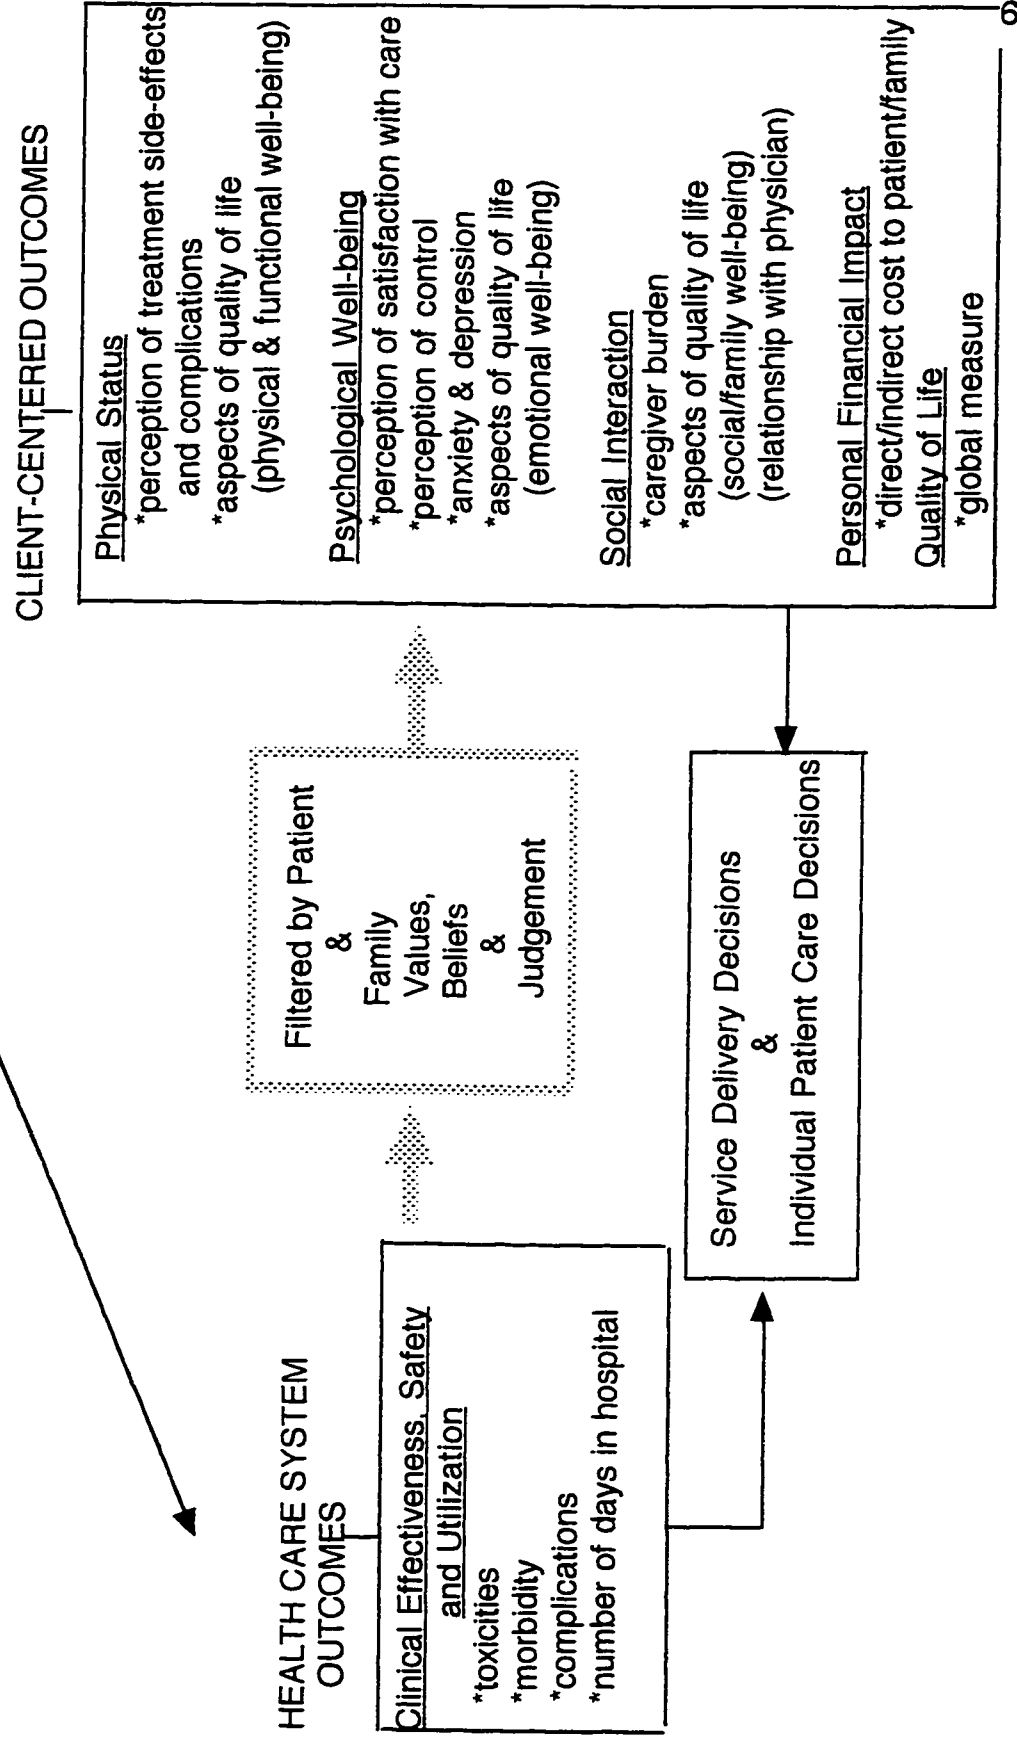 HEALTH CARE SYSTEM
OUTCOMES
Clinical Effectiveness, Safety
and Utilization
*toxicities
*morbidity
*complications
*number of days in hospital
Filtered by Patient
&
Family
Values,
Beliefs
&
Judgement
Service Delivery Decisions
&
Individual Patient Care Decisions
CLIENT-CENTERED OUTCOMES
Physical Status
*perception of treatment side-effects
and complications
*aspects of quality of life
(physical & functional well-being)
Psychological Well-being
*perception of satisfaction with care
*perception of control
*anxiety & depression
*aspects of quality of life
(emotional well-being)
Social Interaction
*caregiver burden
*aspects of quality of life
(social/family well-being)
(relationship with physician)
Personal Financial Impact
*direct/indirect cost to patient/family
Quality of Life
*global measure